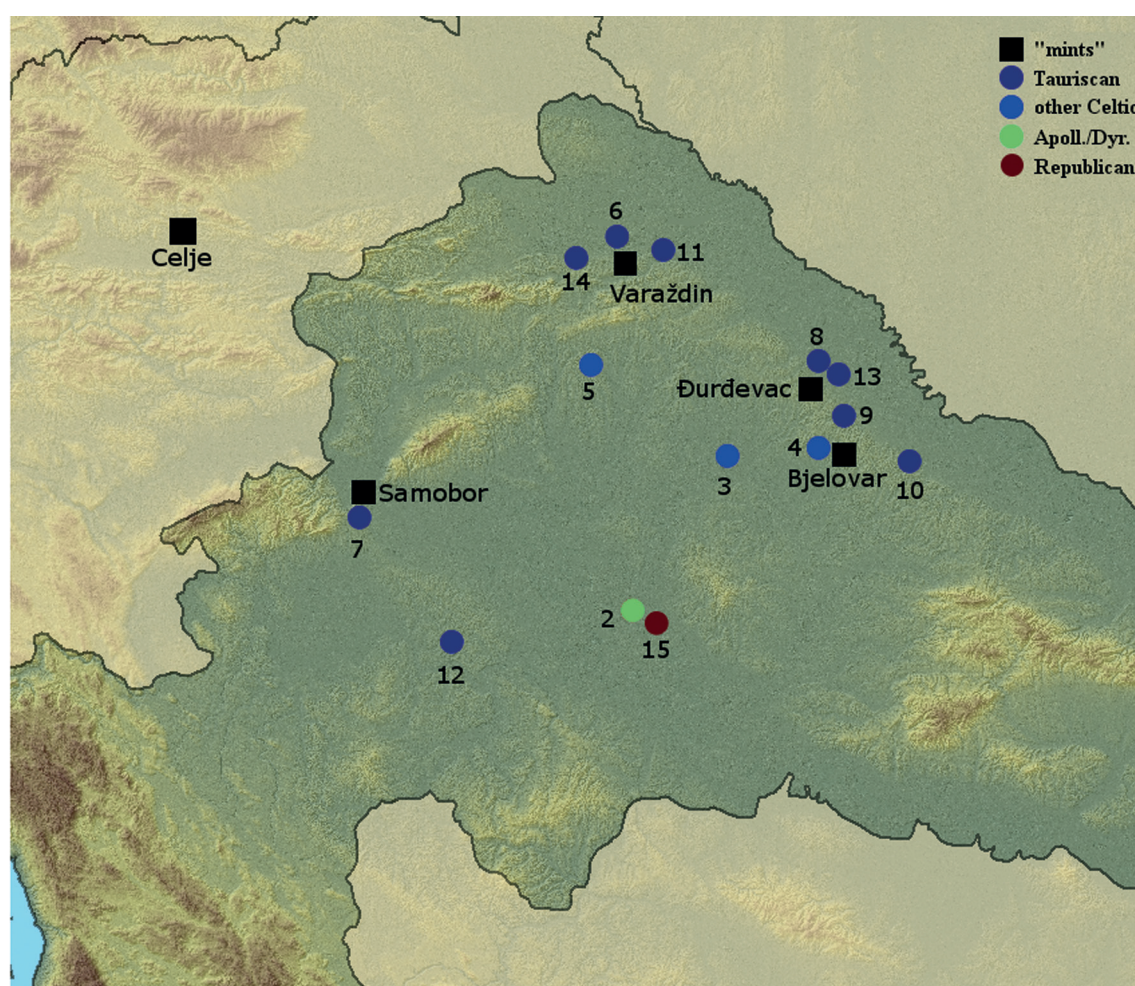 "mints"
Tauriscan
other Celtic
Apoll./Dyr.
Republican
6
11
14
Varaždin
Celje
8
13
5
Đurđevac
9
4
3
Bjelovar
10
Samobor
7
2
15
12